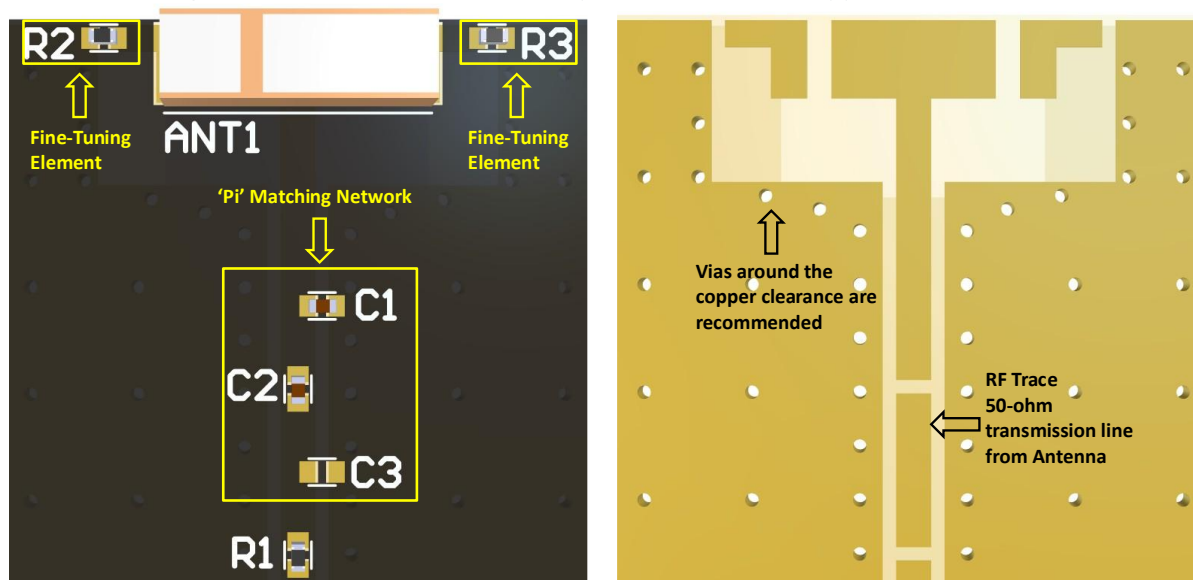 R2
R3
Fine-Tuning
Element
ANT1
Fine-Tuning
Element
‘Pi’ Matching Network
C1
C2
C3
R1
Vias around the
copper clearance are
recommended
RF Trace
50-ohm
transmission line
from Antenna